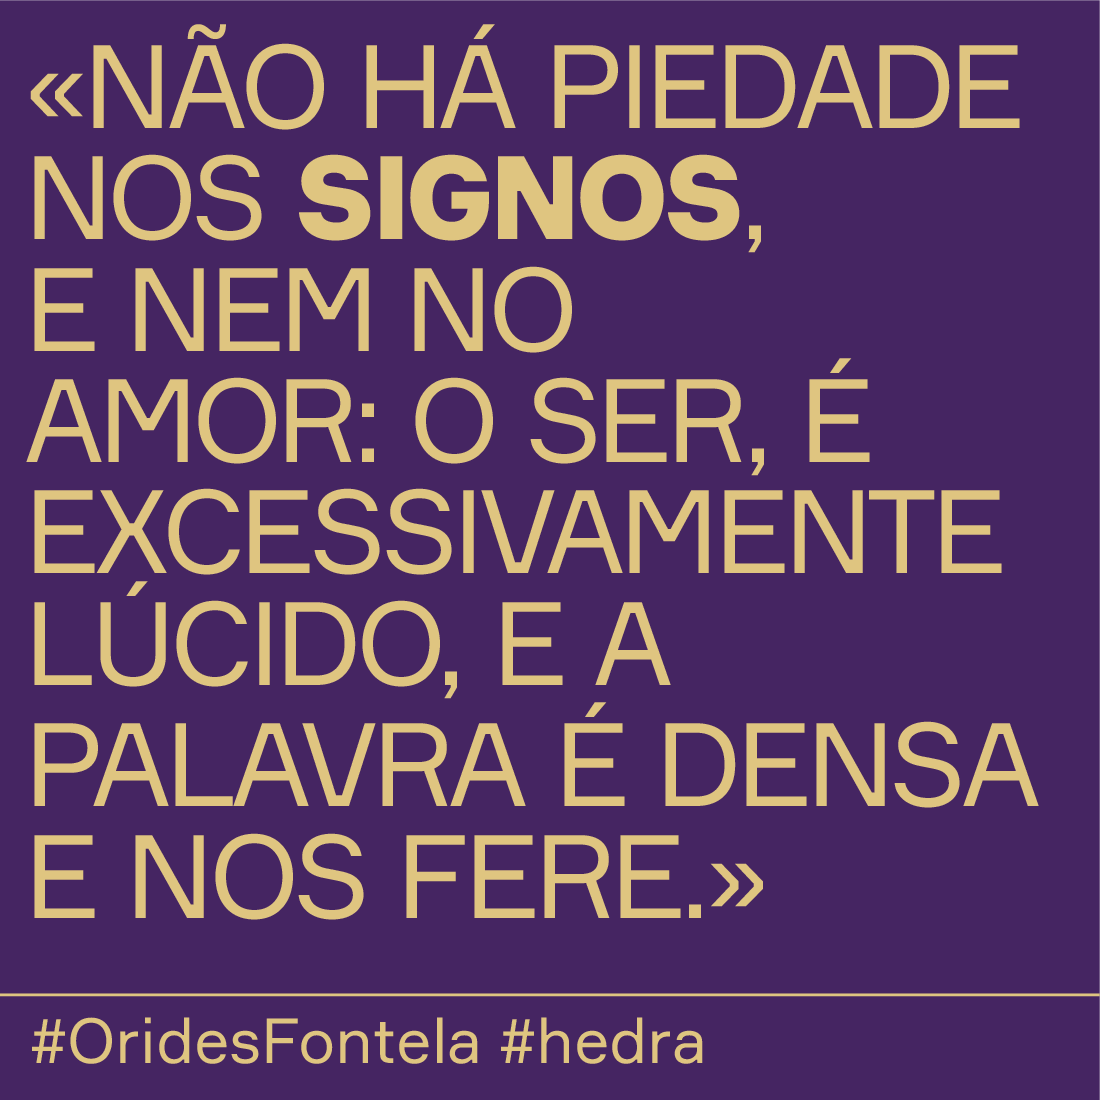 «NÃO HÁ PIEDADE
NOS SIGNOS,
E NEM NO
AMOR: O SER, É
EXCESSIVAMENTE
LÚCIDO, E A
PALAVRA É DENSA
E NOS FERE.»
#OridesFontela #hedra